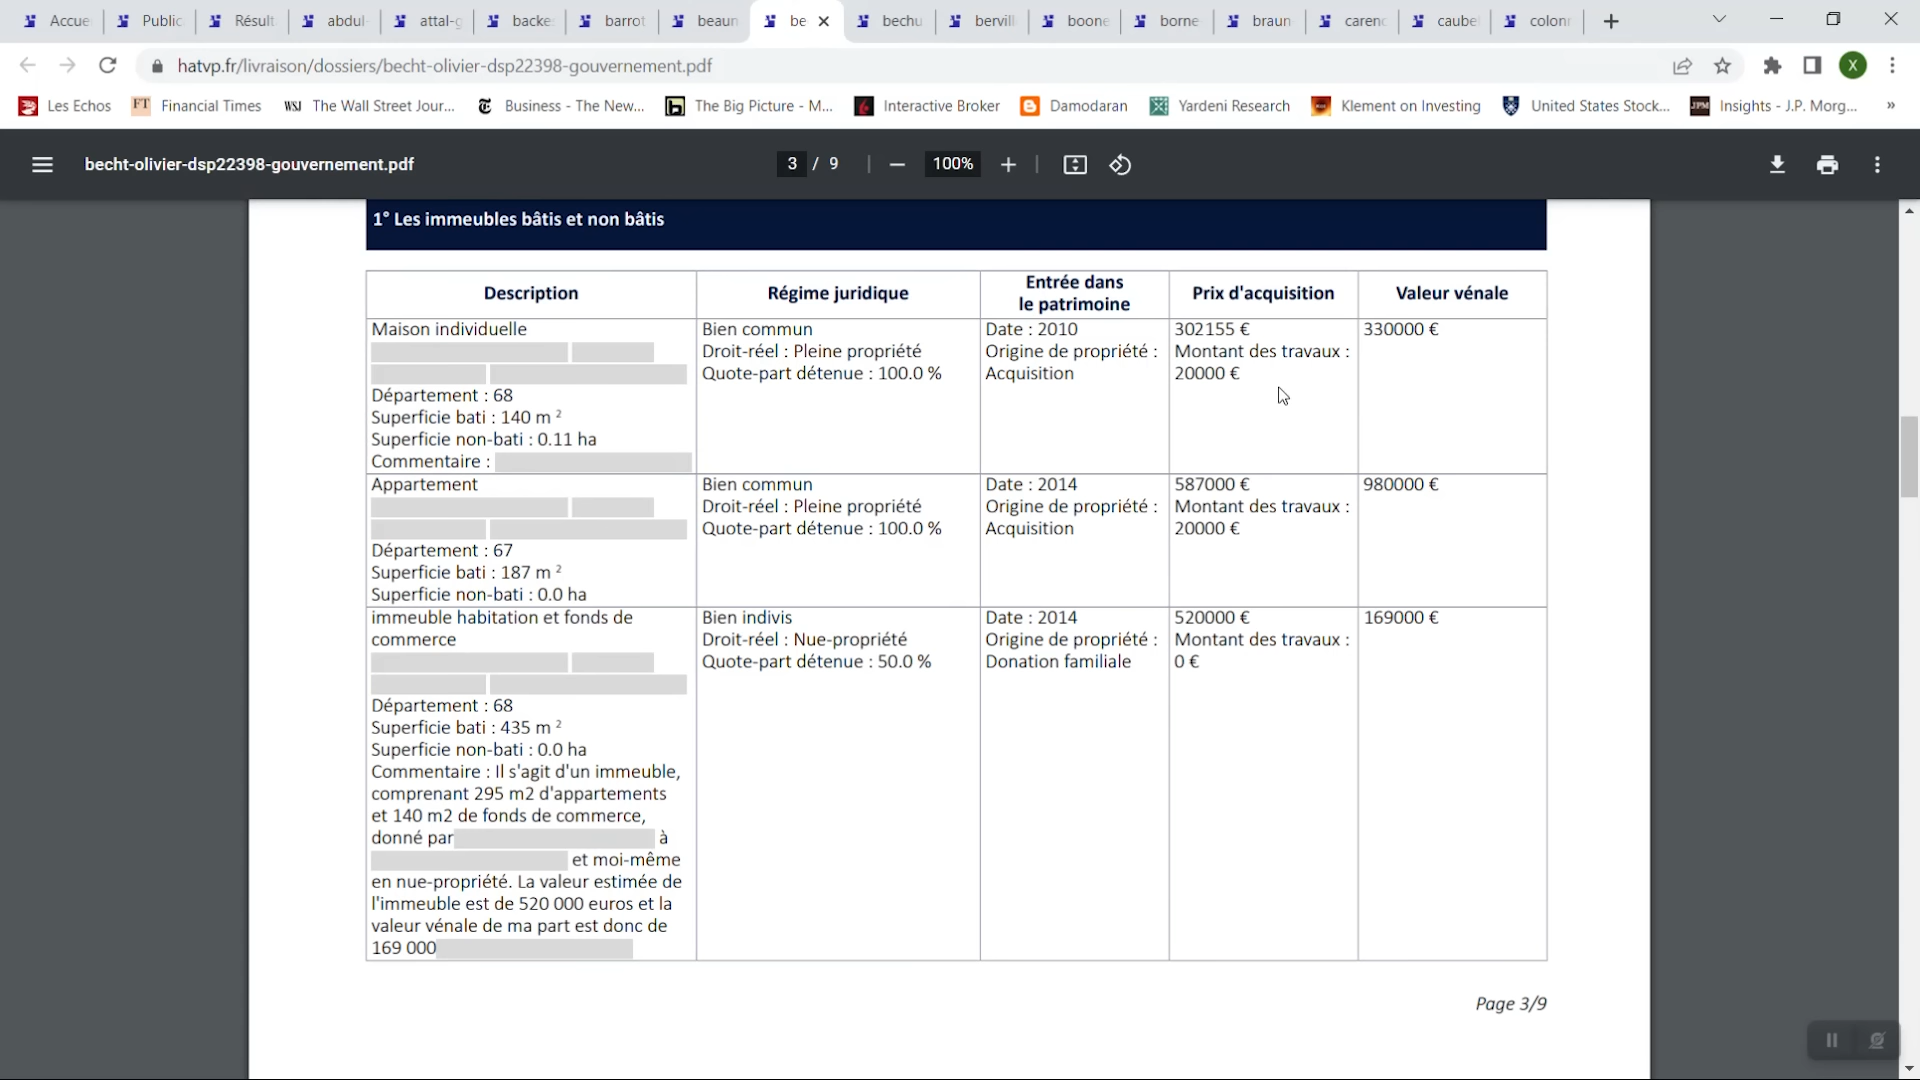 Accue
Public
Résult
abdul-
attal-g
backe
barrot
beaun
be
bechu
bervill
boone
borne
braun
carenc
caube
colonn
hatvp.fr/livraison/dossiers/becht-olivier-dsp22398-gouvernement.pdf
X
Les Echos
FT Financial Times
WSJ The Wall Street Jour...
Business - The New...
The Big Picture - M...
Interactive Broker
Damodaran
Yardeni Research
Klement on Investing
United States Stock...
JPM Insights - J.P. Morg...
»
becht-olivier-dsp22398-gouvernement.pdf
3 / 9
100%
1° Les immeubles bâtis et non bâtis
Description
Régime juridique
Entrée dans
le patrimoine
Prix d'acquisition
Valeur vénale
Maison individuelle
Département : 68
Superficie bati : 140 m ²
Superficie non-bati : 0.11 ha
Commentaire :
Bien commun
Droit-réel : Pleine propriété
Quote-part détenue : 100.0 %
Date : 2010
Origine de propriété :
Acquisition
302155 €
Montant des travaux :
20000 €
330000 €
Appartement
Département : 67
Superficie bati : 187 m ²
Superficie non-bati : 0.0 ha
Bien commun
Droit-réel : Pleine propriété
Quote-part détenue : 100.0 %
Date : 2014
Origine de propriété :
Acquisition
587000 €
Montant des travaux :
20000 €
980000 €
immeuble habitation et fonds de
commerce
Département : 68
Superficie bati : 435 m ²
Superficie non-bati : 0.0 ha
Commentaire : Il s'agit d'un immeuble,
comprenant 295 m2 d'appartements
et 140 m2 de fonds de commerce,
donné par à
et moi-même
en nue-propriété. La valeur estimée de
l'immeuble est de 520 000 euros et la
valeur vénale de ma part est donc de
169 000
Bien indivis
Droit-réel : Nue-propriété
Quote-part détenue : 50.0 %
Date : 2014
Origine de propriété :
Donation familiale
520000 €
Montant des travaux :
0 €
169000 €
Page 3/9